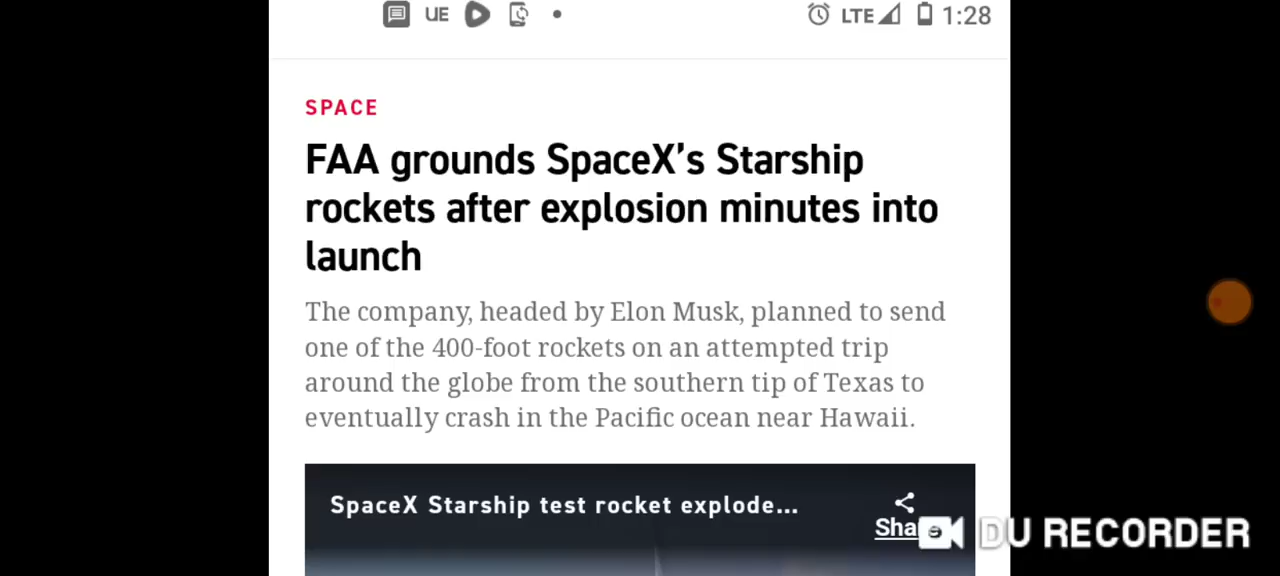 UE LTE 1:28
SPACE
FAA grounds SpaceX's Starship
rockets after explosion minutes into
launch
The company, headed by Elon Musk, planned to send
one of the 400-foot rockets on an attempted trip
around the globe from the southern tip of Texas to
eventually crash in the Pacific ocean near Hawaii.
SpaceX Starship test rocket explode...
Sha
DU RECORDER